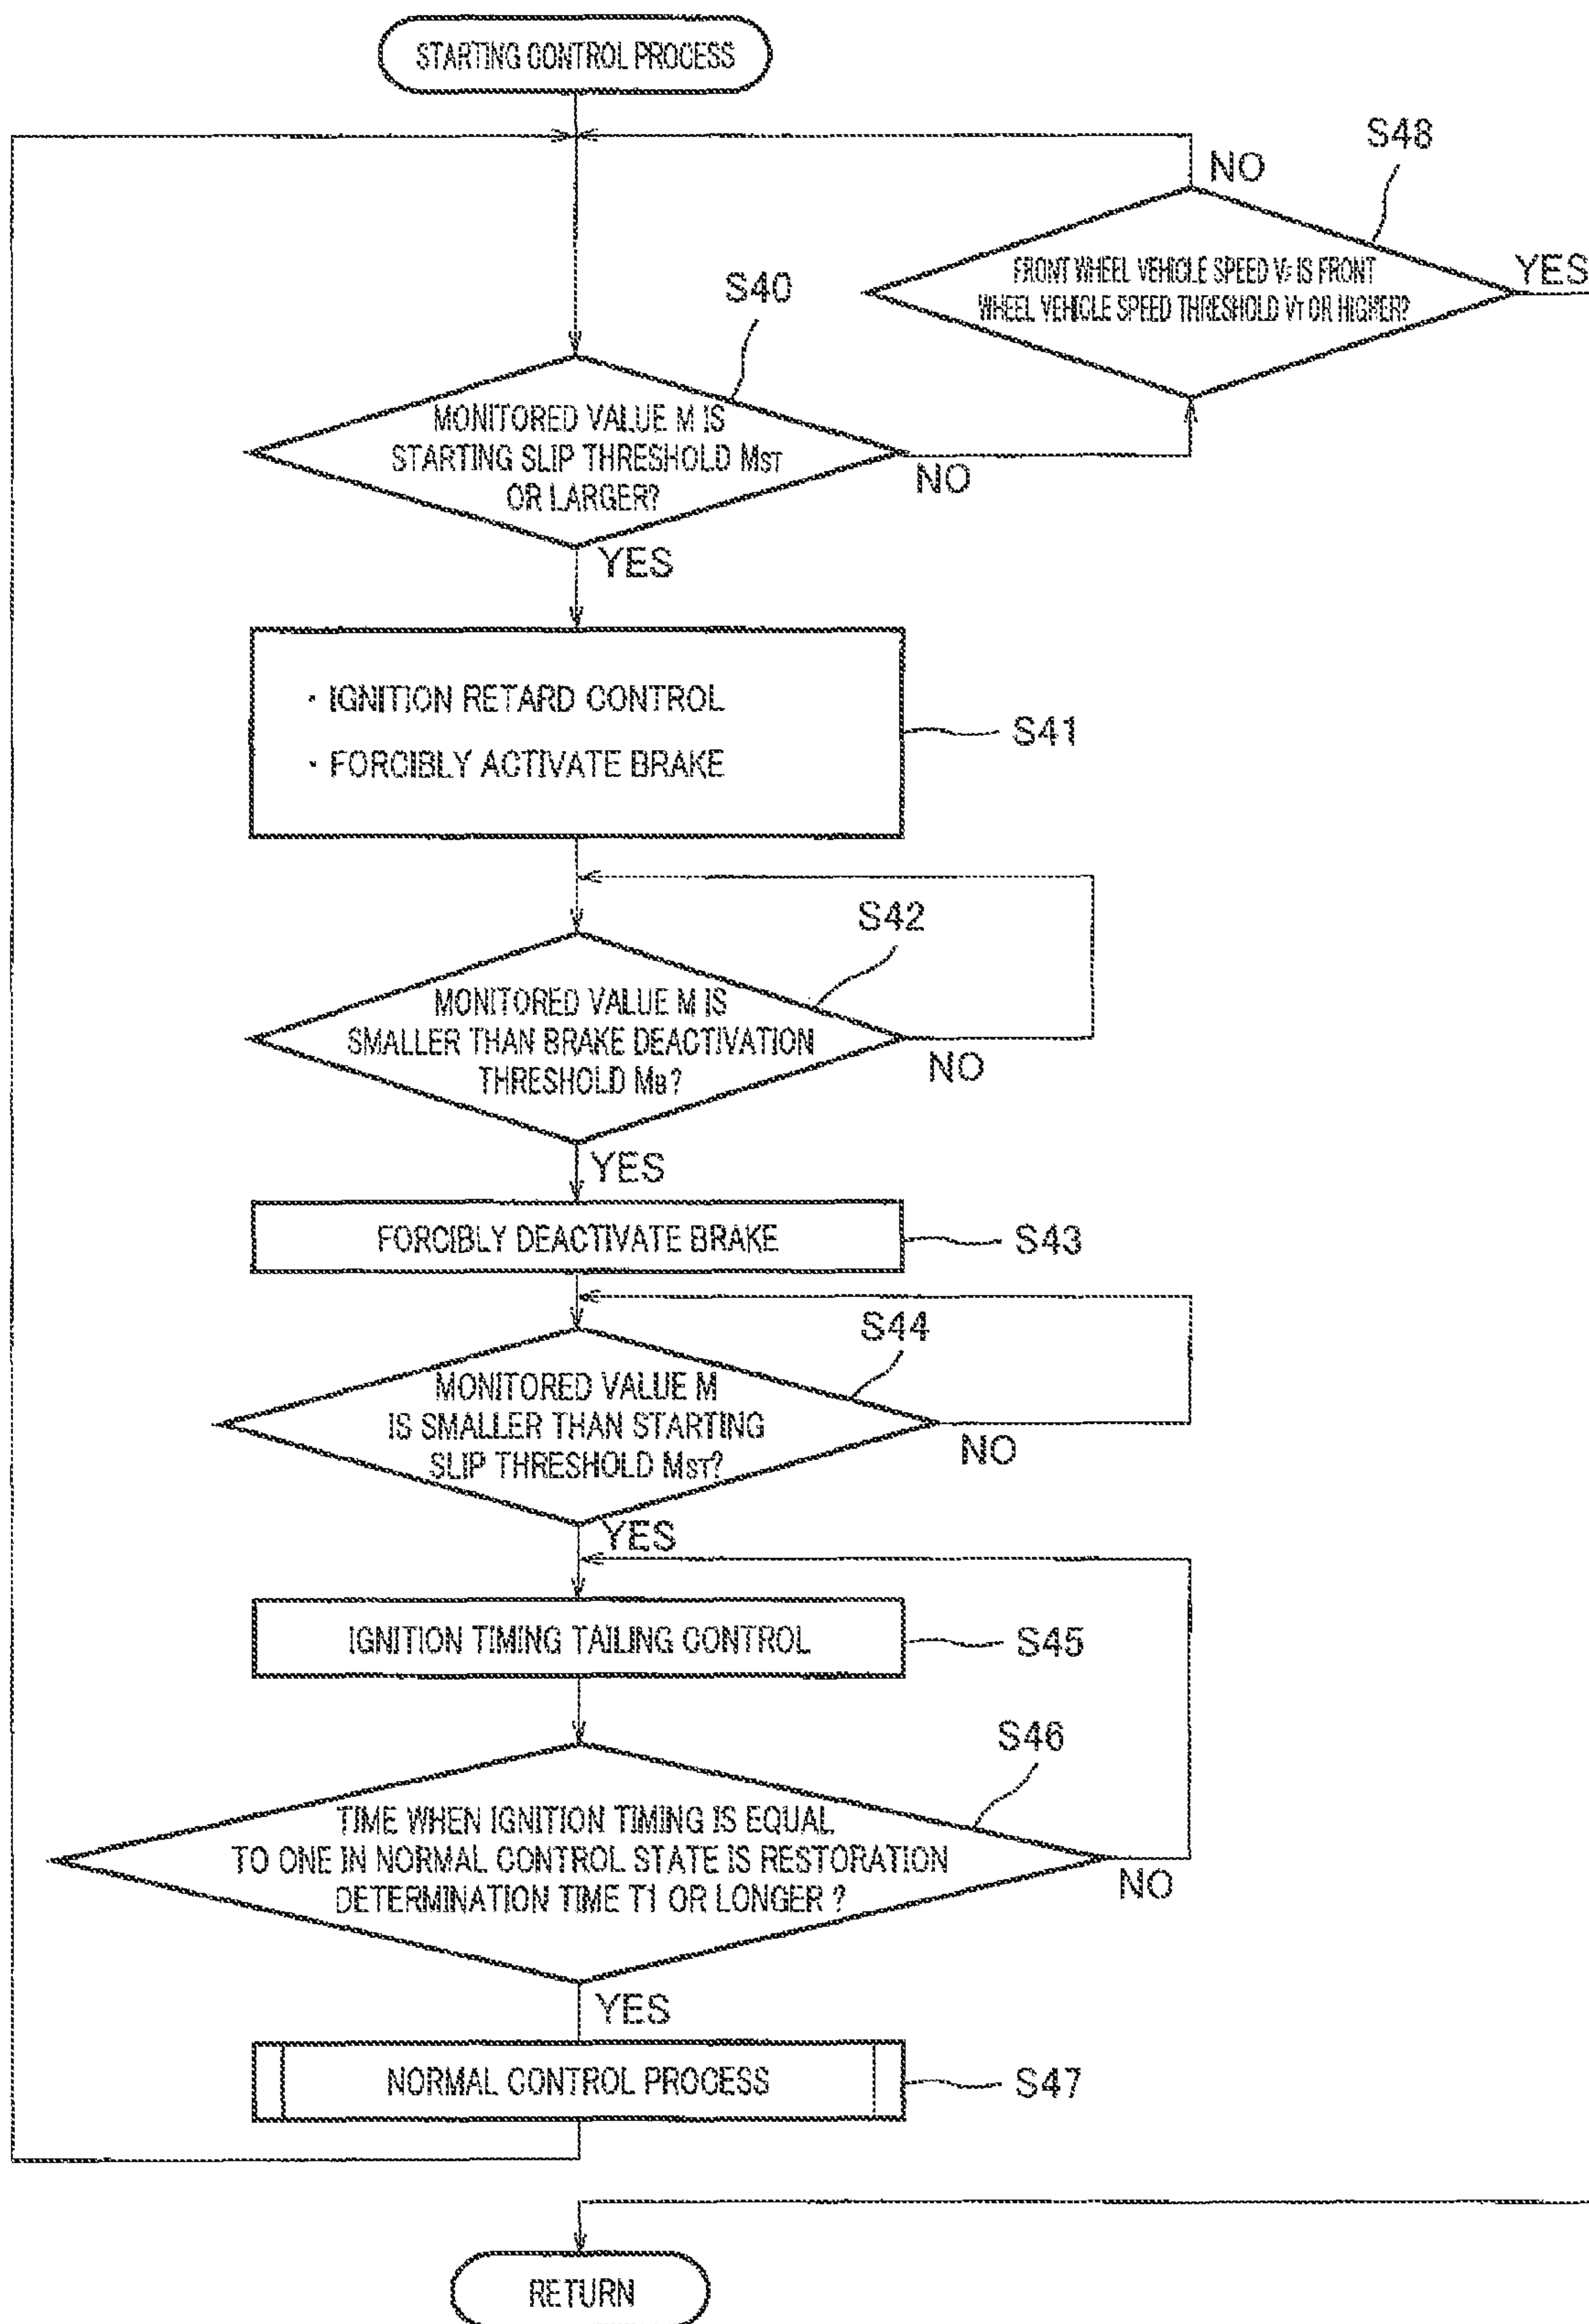 STARTING CONTROL PROCESS
S48
NO
FRONT WHEEL VEHICLE SPEED VF IS FRONT
WHEEL VEHICLE SPEED THRESHOLD VT OR HIGHER?
YES
S40
MONITORED VALUE M IS
STARTING SLIP THRESHOLD MST
OR LARGER?
NO
YES
· IGNITION RETARD CONTROL
· FORCIBLY ACTIVATE BRAKE
S41
S42
MONITORED VALUE M IS
SMALLER THAN BRAKE DEACTIVATION
THRESHOLD MB?
NO
YES
FORCIBLY DEACTIVATE BRAKE
S43
S44
MONITORED VALUE M
IS SMALLER THAN STARTING
SLIP THRESHOLD MST?
NO
YES
IGNITION TIMING TAILING CONTROL
S45
S46
TIME WHEN IGNITION TIMING IS EQUAL
TO ONE IN NORMAL CONTROL STATE IS RESTORATION
DETERMINATION TIME T1 OR LONGER ?
NO
YES
NORMAL CONTROL PROCESS
S47
RETURN